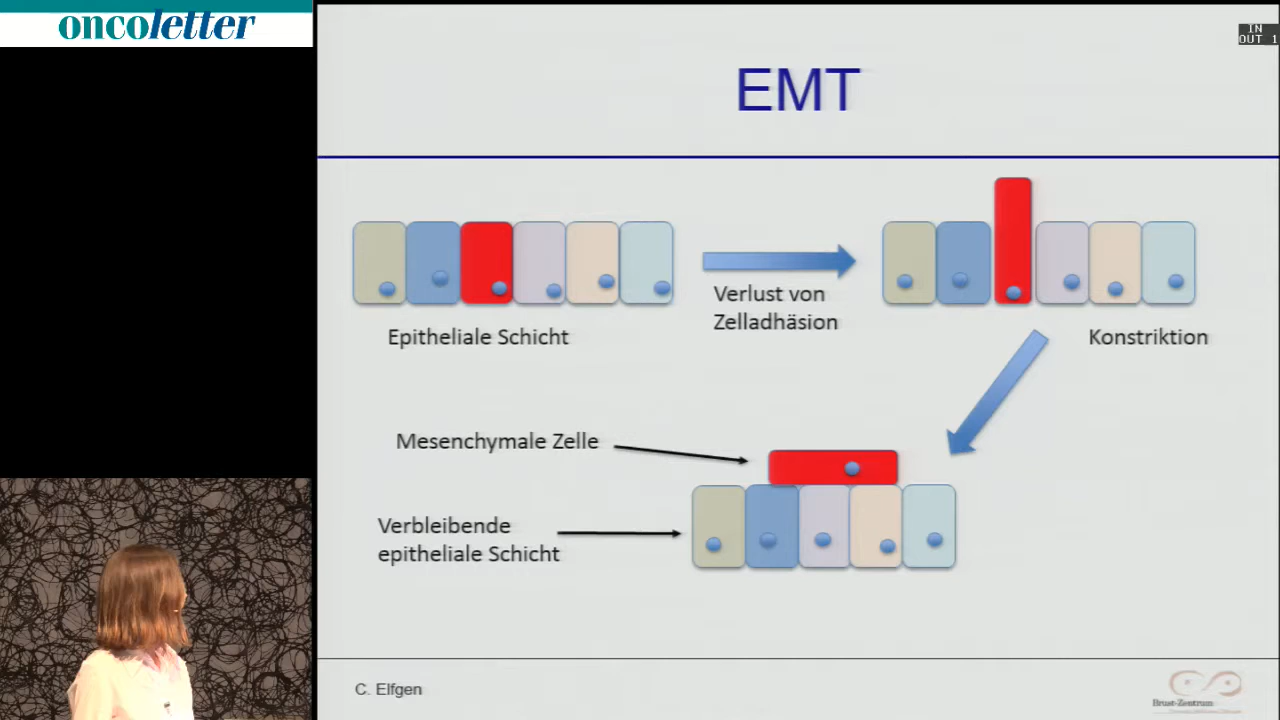 oncoletter
IN
OUT 1
EMT
Verlust von
Zelladhäsion
Epitheliale Schicht
Konstriktion
Mesenchymale Zelle
Verbleibende
epitheliale Schicht
C. Elfgen
Brust-Zentrum